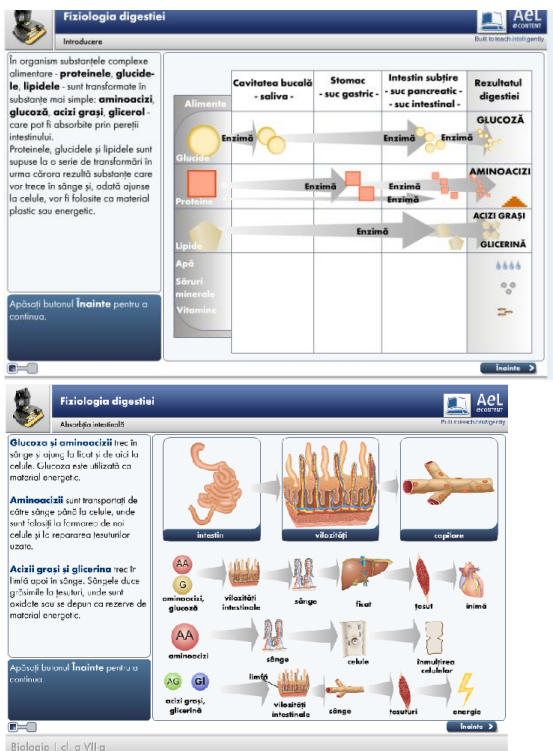 Fiziologia digestiei
AeL
eCONTENT
Introducere
Built to teach intelligently
În organism substanțele complexe
alimentare - proteinele, glucide-
le, lipidele - sunt transformate în
substanțe mai simple: aminoacizi,
glucoză, acizi grași, glicerol -
care pot fi absorbite prin pereții
intestinului.
Proteinele, glucidele și lipidele sunt
supuse la o serie de transformări în
urma cărora rezultă substanțe care
vor trece în sânge și, odată ajunse
la celule, vor fi folosite ca material
plastic sau energetic.
Apăsați butonul Înainte pentru a
continua.
Alimente
Cavitatea bucală
- saliva -
Stomac
- suc gastric -
Intestin subțire
- suc pancreatic -
- suc intestinal -
Rezultatul
digestiei
Glucide
Enzimă
Enzimă
Enzimă
GLUCOZĂ
Proteine
Enzimă
Enzimă
Enzimă
AMINOACIZI
Lipide
Enzimă
ACIZI GRAȘI
GLICERINĂ
Apă
Săruri
minerale
Vitamine
Înainte
Fiziologia digestiei
AeL
eCONTENT
Absorbția intestinală
Built to teach intelligently
Glucoza și aminoacizii trec în
sânge și ajung la ficat și de aici la
celule. Glucoza este utilizată ca
material energetic.
Aminoacizii sunt transportați de
către sânge până la celule, unde
sunt folosiți la formarea de noi
celule și la repararea țesuturilor
uzate.
Acizii grași și glicerina trec în
limfă apoi în sânge. Sângele duce
grăsimile la țesuturi, unde sunt
oxidate sau se depun ca rezerve de
material energetic.
Apăsați butonul Înainte pentru a
continua.
intestin
vilozități
capilare
AA
G
aminoacizi,
glucoză
vilozități
intestinale
sânge
ficat
țesut
inimă
AA
aminoacizi
sânge
celule
înmulțirea
celulelor
AG
Gl
acizi grași,
glicerină
limfă
vilozități
intestinale
sânge
țesuturi
energie
Înainte
Biologie | cl. a VII-a